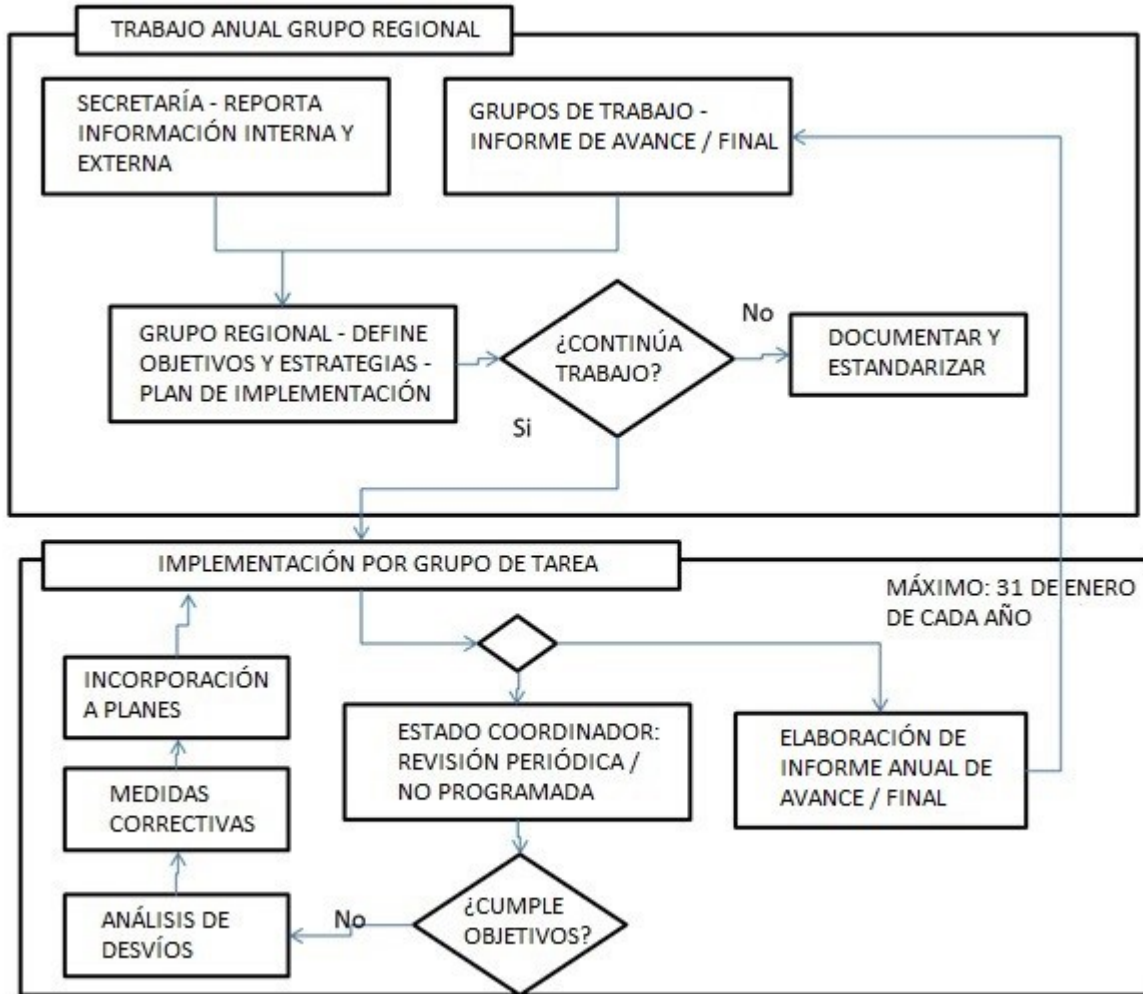 TRABAJO ANUAL GRUPO REGIONAL
SECRETARÍA - REPORTA
INFORMACIÓN INTERNA Y
EXTERNA
GRUPOS DE TRABAJO -
INFORME DE AVANCE / FINAL
GRUPO REGIONAL - DEFINE
OBJETIVOS Y ESTRATEGIAS -
PLAN DE IMPLEMENTACIÓN
¿CONTINÚA
TRABAJO?
No
DOCUMENTAR Y
ESTANDARIZAR
Si
IMPLEMENTACIÓN POR GRUPO DE TAREA
MÁXIMO: 31 DE ENERO
DE CADA AÑO
INCORPORACIÓN
A PLANES
ESTADO COORDINADOR:
REVISIÓN PERIÓDICA /
NO PROGRAMADA
ELABORACIÓN DE
INFORME ANUAL DE
AVANCE / FINAL
MEDIDAS
CORRECTIVAS
ANÁLISIS DE
DESVÍOS
No
¿CUMPLE
OBJETIVOS?